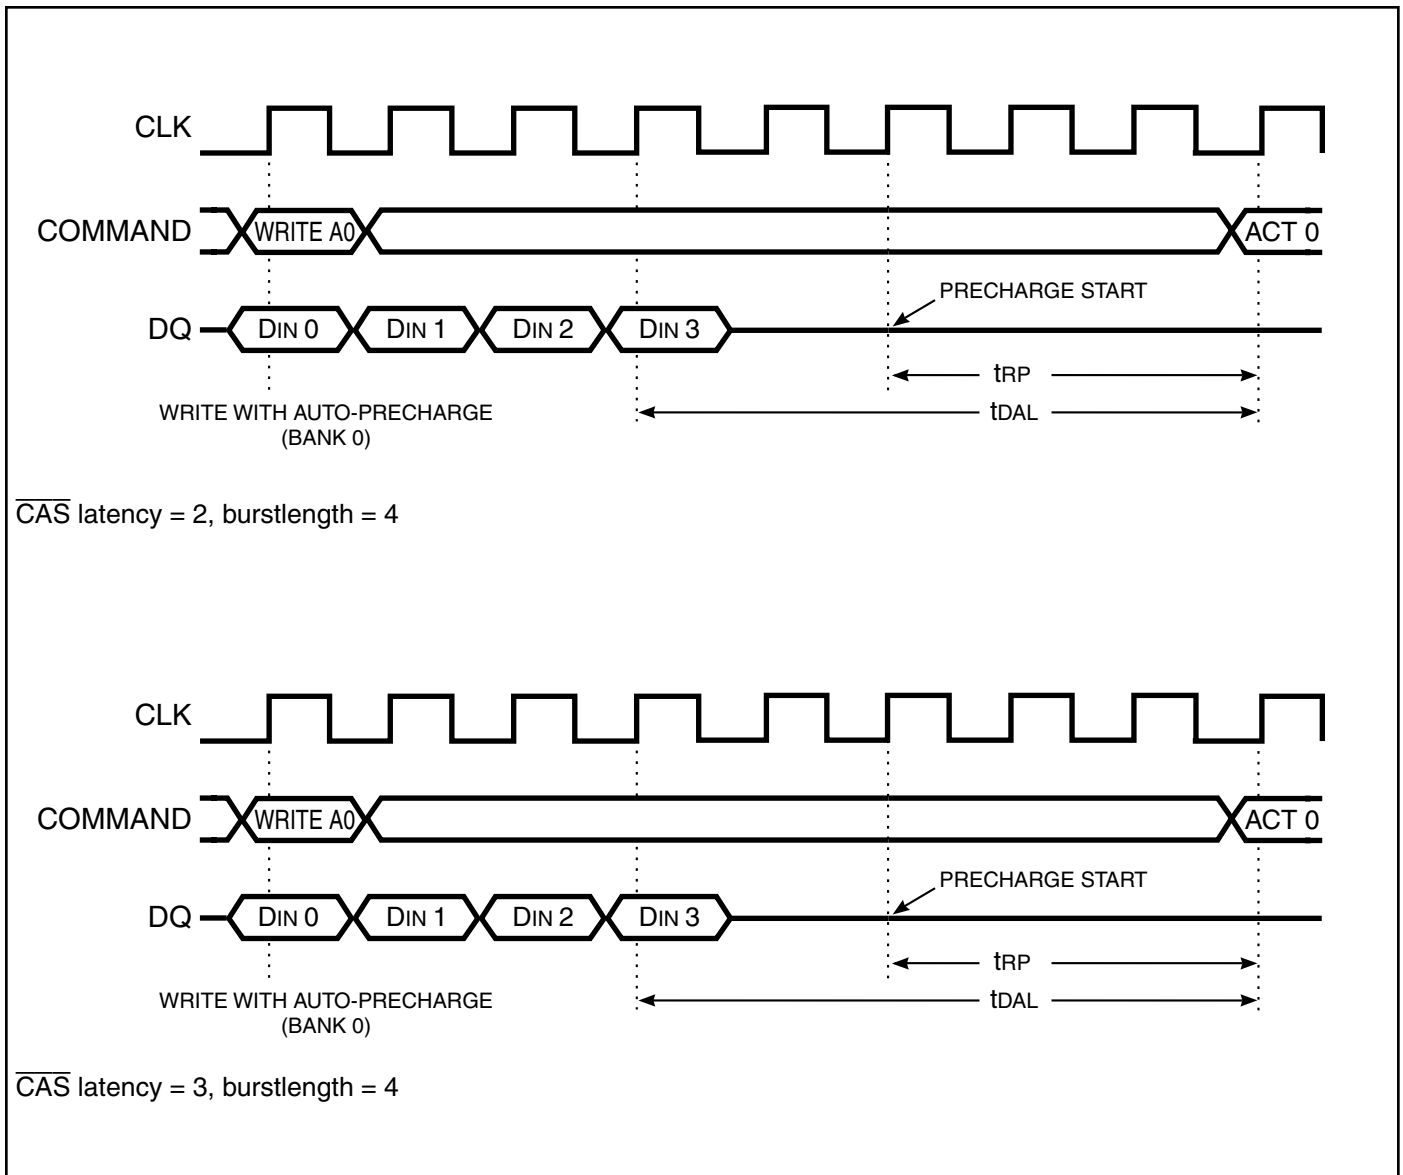 CLK
COMMAND WRITE A0 ACT 0
PRECHARGE START
DQ DIN 0 DIN 1 DIN 2 DIN 3
tRP
WRITE WITH AUTO-PRECHARGE tDAL
(BANK 0)
CAS latency = 2, burstlength = 4
CLK
COMMAND WRITE A0 ACT 0
PRECHARGE START
DQ DIN 0 DIN 1 DIN 2 DIN 3
tRP
WRITE WITH AUTO-PRECHARGE tDAL
(BANK 0)
CAS latency = 3, burstlength = 4